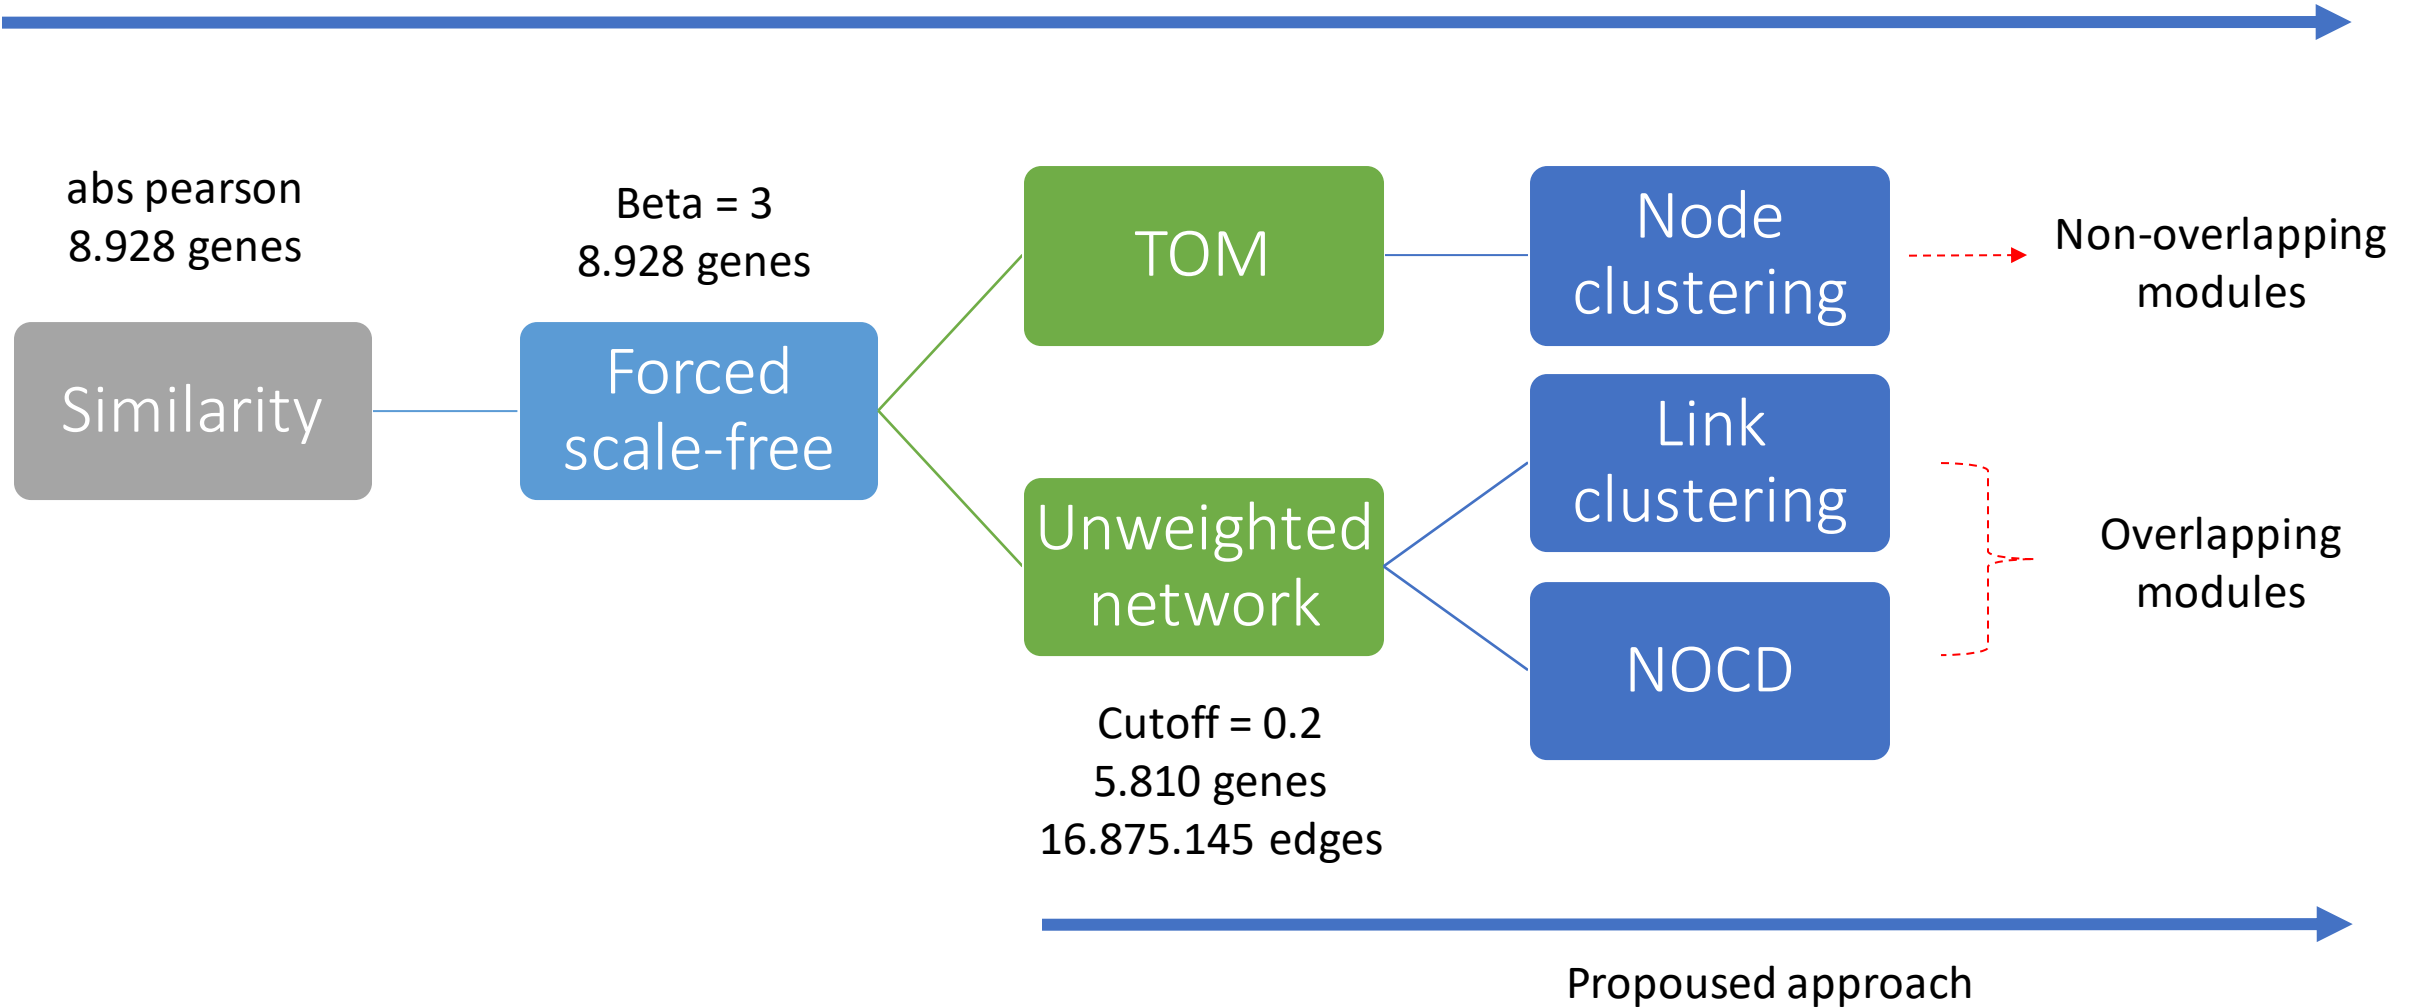 abs pearson
8.928 genes
Similarity
Beta = 3
8.928 genes
Forced
scale-free
TOM
Unweighted
network
Cutoff = 0.2
5.810 genes
16.875.145 edges
Node
clustering
Link
clustering
NOCD
Non-overlapping
modules
Overlapping
modules
Propoused approach